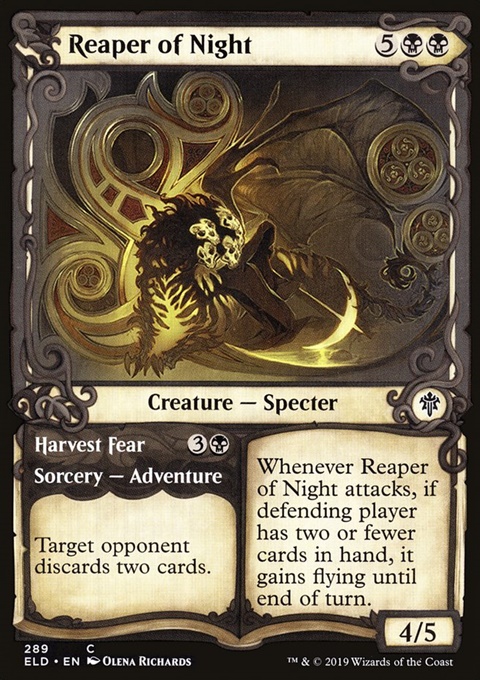 Reaper of Night 5
Creature — Specter
Harvest Fear 3
Sorcery — Adventure
Target opponent
discards two cards.
Whenever Reaper
of Night attacks, if
defending player
has two or fewer
cards in hand, it
gains flying until
end of turn.
4/5
289 C
ELD • EN Olena Richards
™ & © 2019 Wizards of the Coast